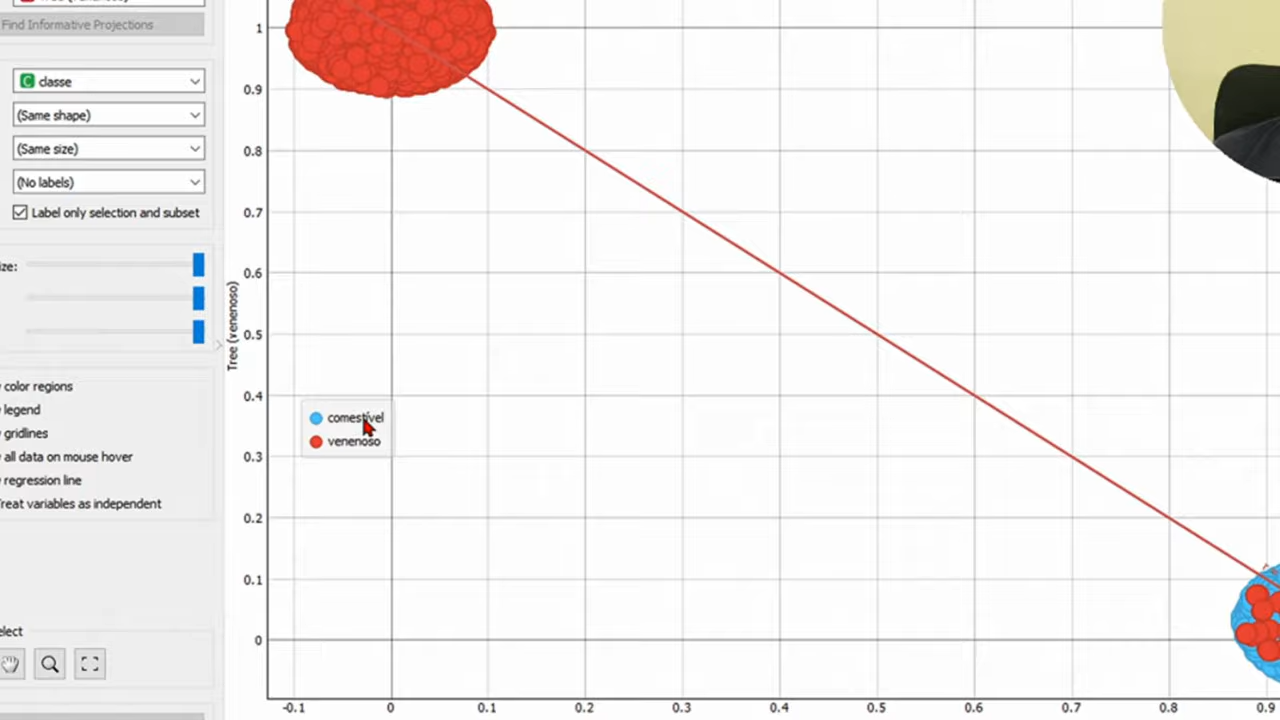 Find Informative Projections
C classe
(Same shape)
(Same size)
(No labels)
Label only selection and subset
ize:
color regions
legend
gridlines
all data on mouse hover
regression line
reat variables as independent
elect
Tree (venenoso)
1
0.9
0.8
0.7
0.6
0.5
0.4
0.3
0.2
0.1
0
comestível
venenoso
-0.1 0 0.1 0.2 0.3 0.4 0.5 0.6 0.7 0.8 0.9